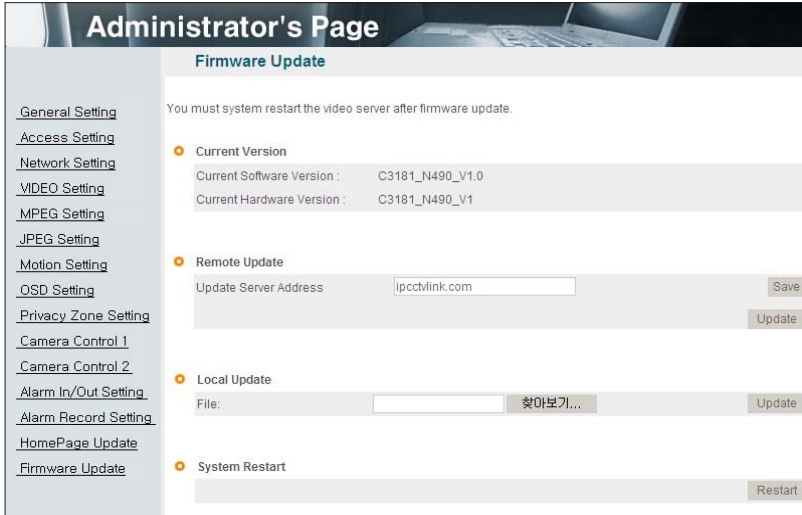 Administrator's Page
Firmware Update
General Setting
Access Setting
Network Setting
VIDEO Setting
MPEG Setting
JPEG Setting
Motion Setting
OSD Setting
Privacy Zone Setting
Camera Control 1
Camera Control 2
Alarm In/Out Setting
Alarm Record Setting
HomePage Update
Firmware Update
You must system restart the video server after firmware update.
Current Version
Current Software Version : C3181_N490_V1.0
Current Hardware Version : C3181_N490_V1
Remote Update
Update Server Address ipcctvlink.com Save
Update
Local Update
File: 찾아보기... Update
System Restart
Restart